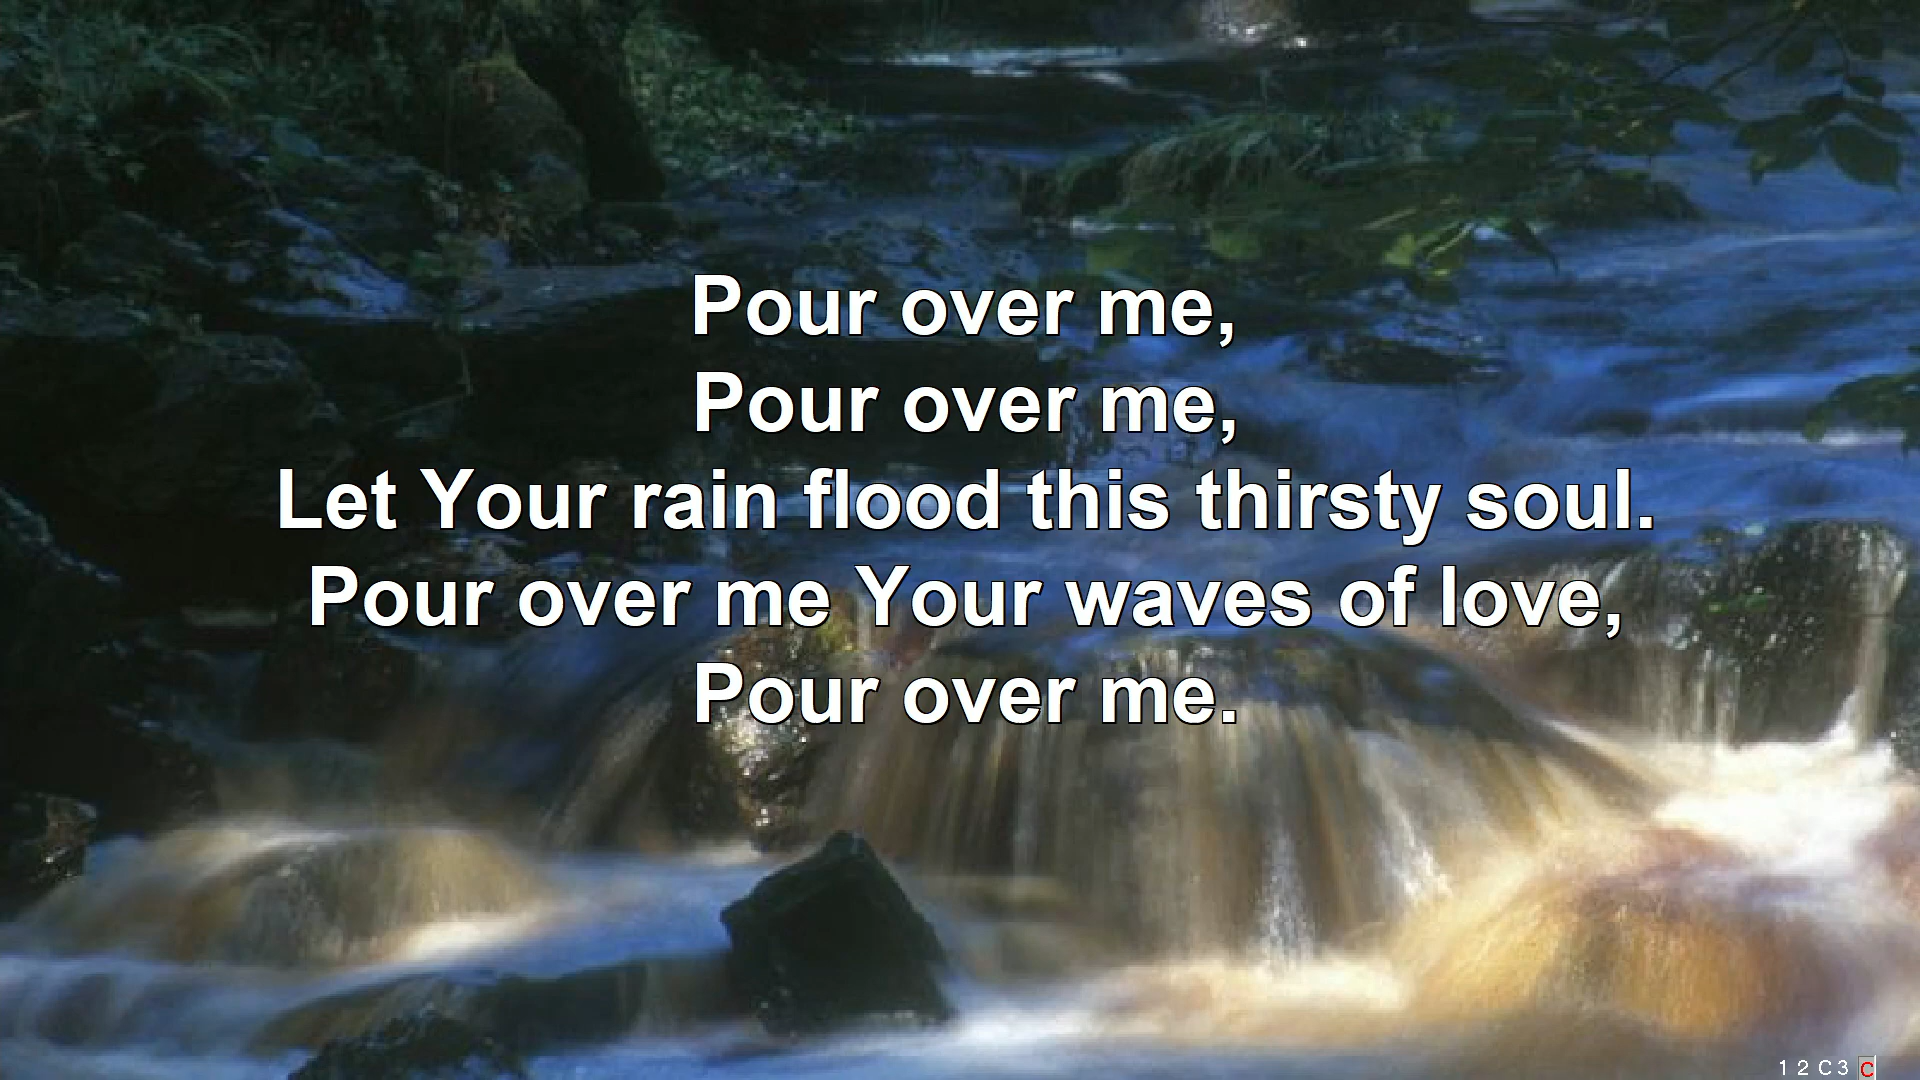 Pour over me,
Pour over me,
Let Your rain flood this thirsty soul.
Pour over me Your waves of love,
Pour over me.
1 2 C 3 C